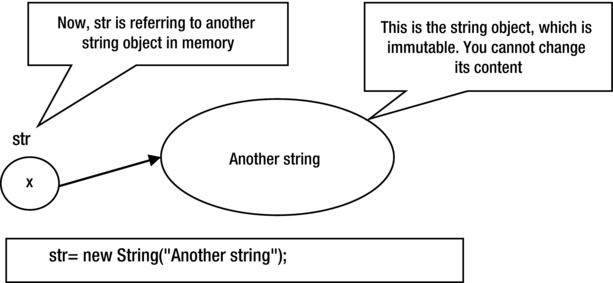 Now, str is referring to another
string object in memory
This is the string object, which is
immutable. You cannot change
its content
str
x
Another string
str= new String("Another string");